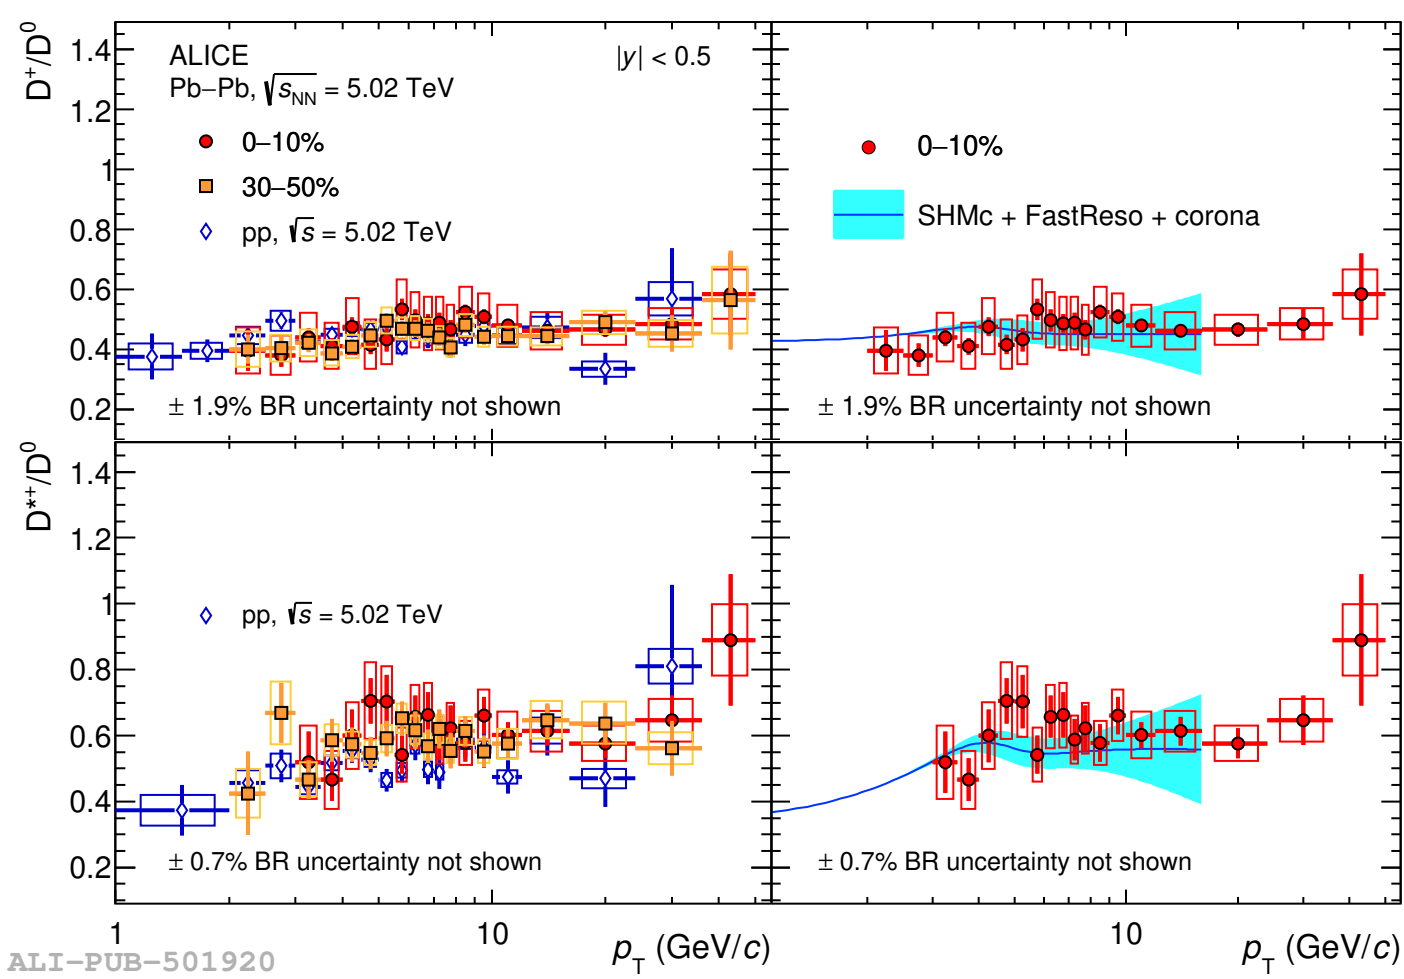 D⁺/D⁰
1.4
1.2
1
0.8
0.6
0.4
0.2
ALICE
|y| < 0.5
Pb−Pb, √sNN = 5.02 TeV
0−10%
30−50%
pp, √s = 5.02 TeV
± 1.9% BR uncertainty not shown
0−10%
SHMc + FastReso + corona
± 1.9% BR uncertainty not shown
D*⁺/D⁰
1.4
1.2
1
0.8
0.6
0.4
0.2
pp, √s = 5.02 TeV
± 0.7% BR uncertainty not shown
± 0.7% BR uncertainty not shown
1
10
pT (GeV/c)
10
pT (GeV/c)
ALI−PUB−501920